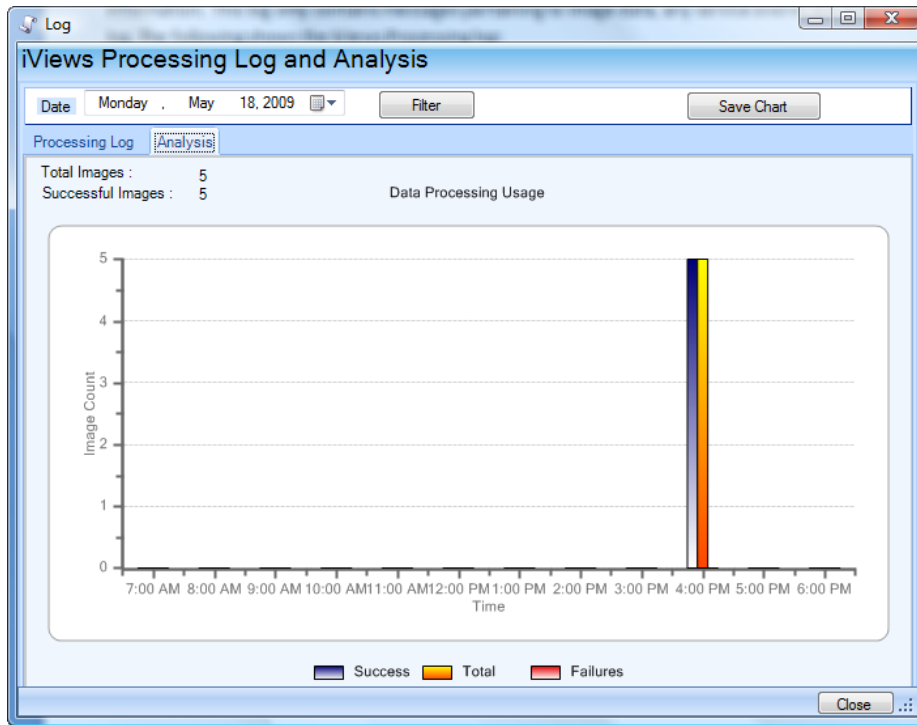 Log
iViews Processing Log and Analysis
Date Monday , May 18, 2009 Filter Save Chart
Processing Log Analysis
Total Images : 5
Successful Images : 5
Data Processing Usage
5
4
3
2
1
0
Image Count
7:00 AM 8:00 AM 9:00 AM 10:00 AM 11:00 AM 12:00 PM 1:00 PM 2:00 PM 3:00 PM 4:00 PM 5:00 PM 6:00 PM
Time
Success Total Failures
Close